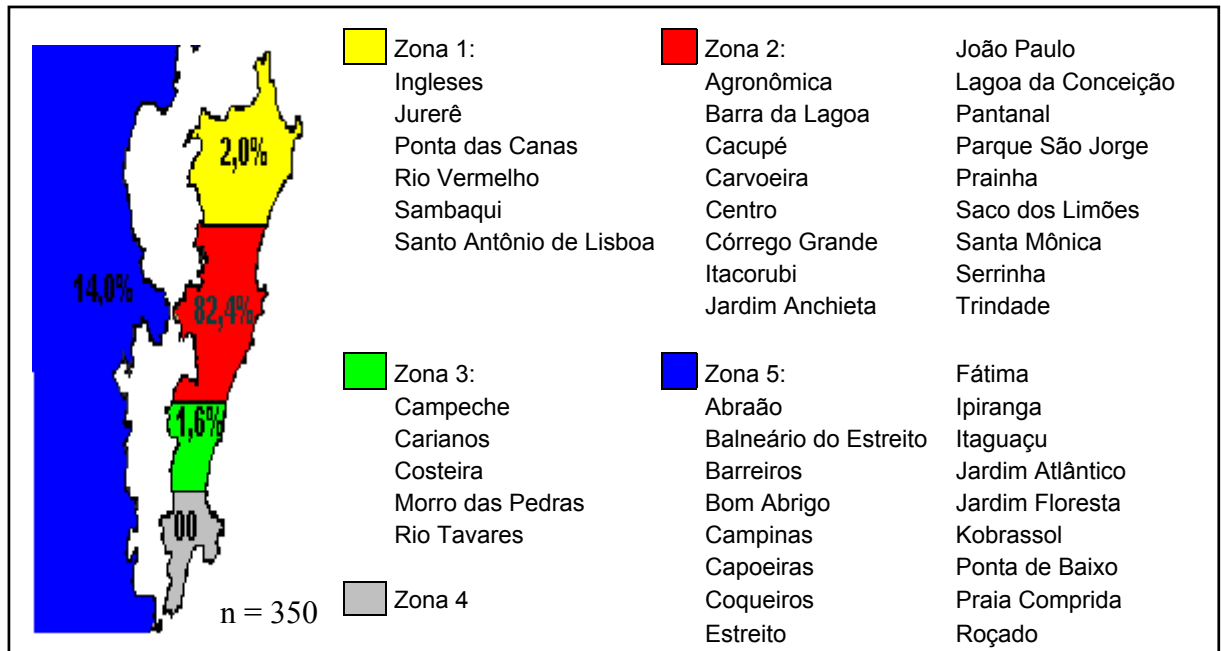 2,0%
14,0%
82,4%
1,6%
00
n = 350
Zona 1:
Ingleses
Jurerê
Ponta das Canas
Rio Vermelho
Sambaqui
Santo Antônio de Lisboa
Zona 2:
Agronômica
Barra da Lagoa
Cacupé
Carvoeira
Centro
Córrego Grande
Itacorubi
Jardim Anchieta
João Paulo
Lagoa da Conceição
Pantanal
Parque São Jorge
Prainha
Saco dos Limões
Santa Mônica
Serrinha
Trindade
Zona 3:
Campeche
Carianos
Costeira
Morro das Pedras
Rio Tavares
Zona 4
Zona 5:
Abraão
Balneário do Estreito
Barreiros
Bom Abrigo
Campinas
Capoeiras
Coqueiros
Estreito
Fátima
Ipiranga
Itaguaçu
Jardim Atlântico
Jardim Floresta
Kobrassol
Ponta de Baixo
Praia Comprida
Roçado